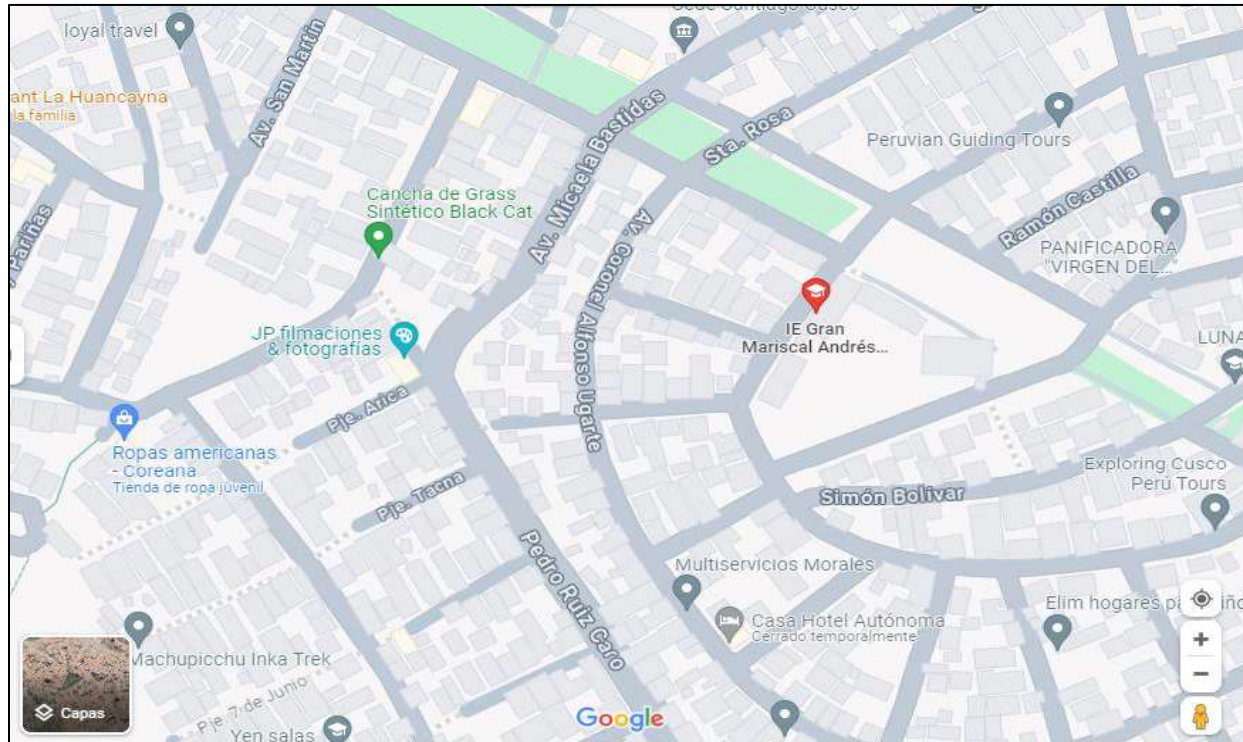 loyal travel
ant La Huancayna
la familia
Av. San Martín
Av. Micaela Bastidas
Sta. Rosa
Peruvian Guiding Tours
Ramón Castilla
PANIFICADORA
"VIRGEN DEL..."
Cancha de Grass
Sintético Black Cat
Pariñas
Av. Coronel Alfonso Ugarte
IE Gran
Mariscal Andrés...
JP filmaciones
& fotografías
LUNA
Pje. Arica
Ropas americanas
- Coreana
Tienda de ropa juvenil
Pje. Tacna
Exploring Cusco
Perú Tours
Simón Bolívar
Pedro Ruiz Caro
Multiservicios Morales
Casa Hotel Autónoma
Cerrado temporalmente
Elim hogares pa
Machupicchu Inka Trek
Pje. 7 de Junio
Yen salas
Capas
Google